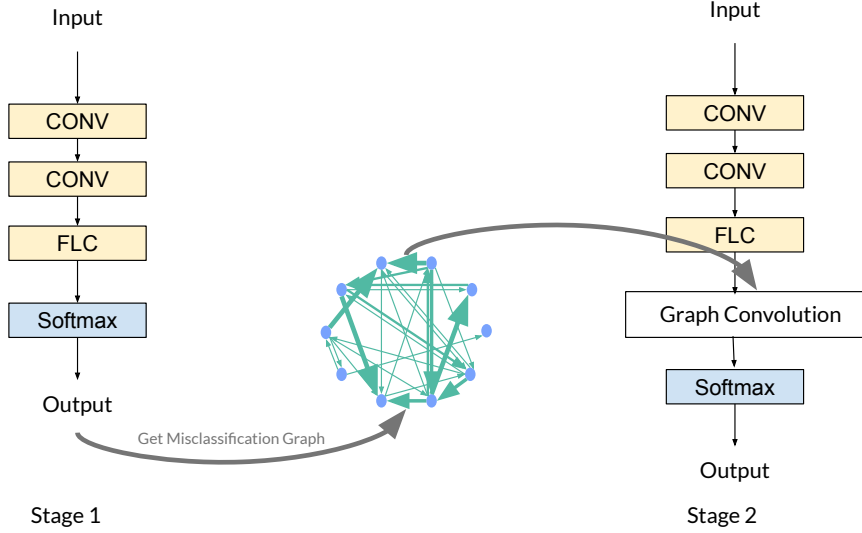 Input
CONV
CONV
FLC
Softmax
Output
Stage 1
Get Misclassification Graph
Input
CONV
CONV
FLC
Graph Convolution
Softmax
Output
Stage 2